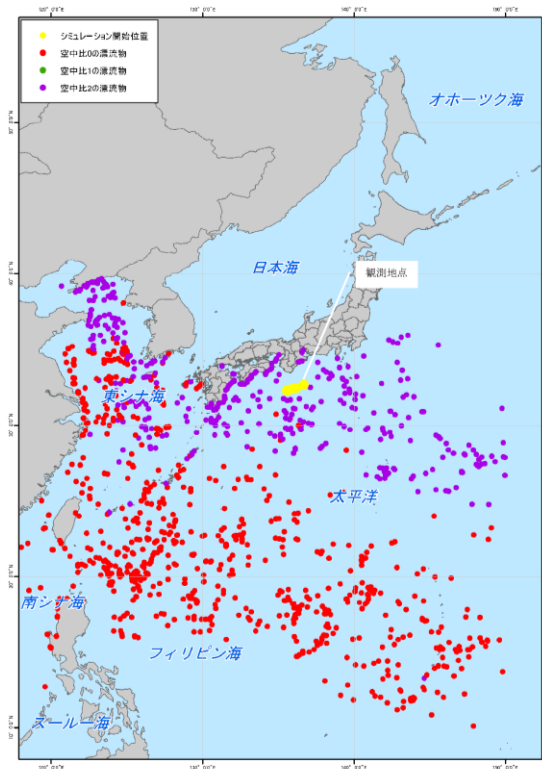 シミュレーション開始位置
空中比0の漂流物
空中比1の漂流物
空中比2の漂流物
オホーツク海
日本海
観測地点
東シナ海
太平洋
南シナ海
フィリピン海
スールー海